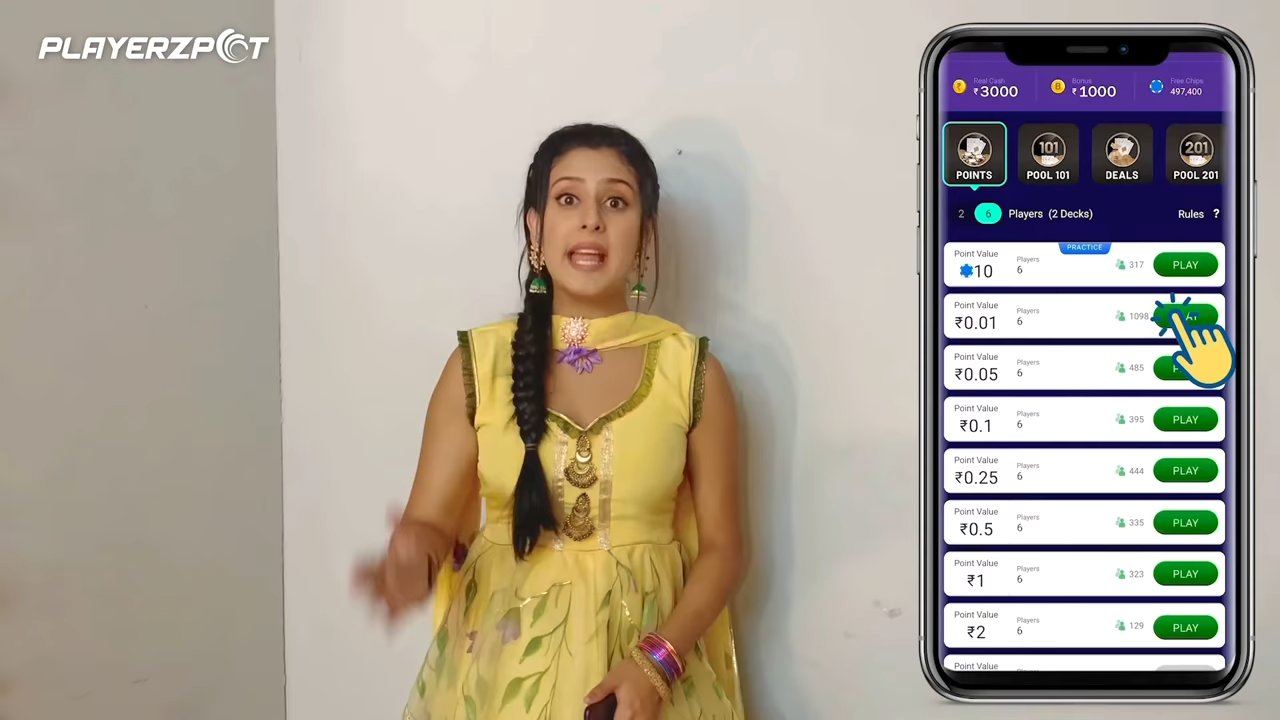 PLAYERZPOT
Real Cash
₹3000
Bonus
₹1000
Free Chips
497,400
POINTS
101
POOL 101
DEALS
201
POOL 201
2 6 Players (2 Decks) Rules ?
PRACTICE
Point Value
10
Players
6
317
PLAY
Point Value
₹0.01
Players
6
1098
Point Value
₹0.05
Players
6
485
Point Value
₹0.1
Players
6
395
PLAY
Point Value
₹0.25
Players
6
444
PLAY
Point Value
₹0.5
Players
6
335
PLAY
Point Value
₹1
Players
6
323
PLAY
Point Value
₹2
Players
6
129
PLAY
Point Value